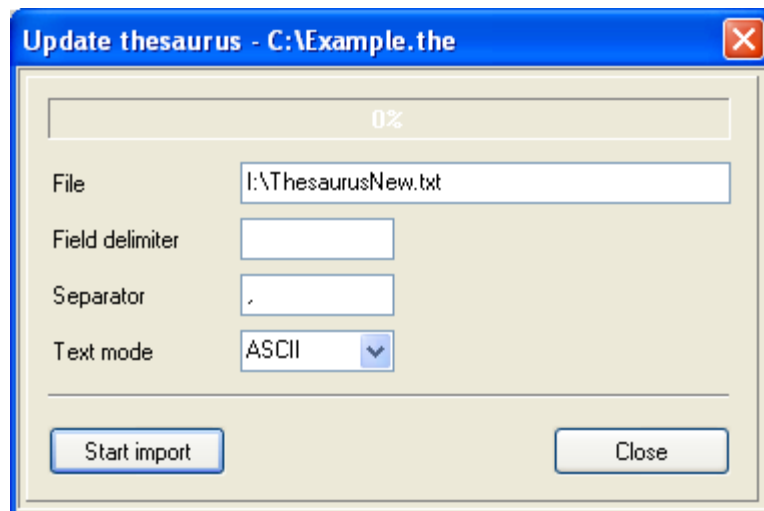 Update thesaurus - C:\Example.the
0%
File I:\ThesaurusNew.txt
Field delimiter
Separator ,
Text mode ASCII
Start import Close